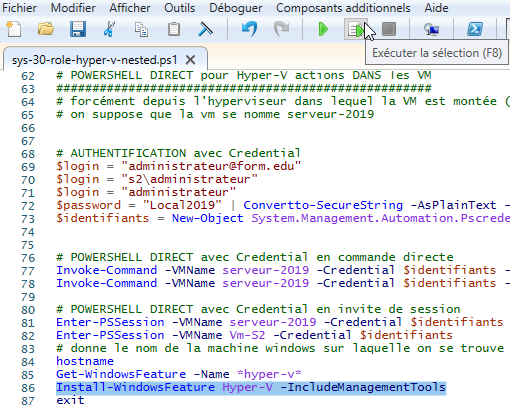 Fichier Modifier Afficher Outils Déboguer Composants additionnels Aide
Exécuter la sélection (F8)
sys-30-role-hyper-v-nested.ps1 X
62 # POWERSHELL DIRECT pour Hyper-V actions DANS les VM
63 ################################################
64 # forcément depuis l'hyperviseur dans lequel la VM est montée (
65 # on suppose que la vm se nomme serveur-2019
66
67
68 # AUTHENTIFICATION avec Credential
69 $login = "administrateur@form.edu"
70 $login = "s2\administrateur"
71 $login = "administrateur"
72 $password = "Local2019" | Convertto-SecureString -AsPlainText -
73 $identifiants = New-Object System.Management.Automation.Pscrede
74
75
76 # POWERSHELL DIRECT avec Credential en commande directe
77 Invoke-Command -VMName serveur-2019 -Credential $identifiants -
78 Invoke-Command -VMName serveur-2019 -Credential $identifiants -
79
80 # POWERSHELL DIRECT avec Credential en invite de session
81 Enter-PSSession -VMName serveur-2019 -Credential $identifiants
82 Enter-PSSession -VMName Vm-S2 -Credential $identifiants
83 # donne le nom de la machine windows sur laquelle on se trouve
84 hostname
85 Get-WindowsFeature -Name *hyper-v*
86 Install-WindowsFeature Hyper-V -IncludeManagementTools
87 exit